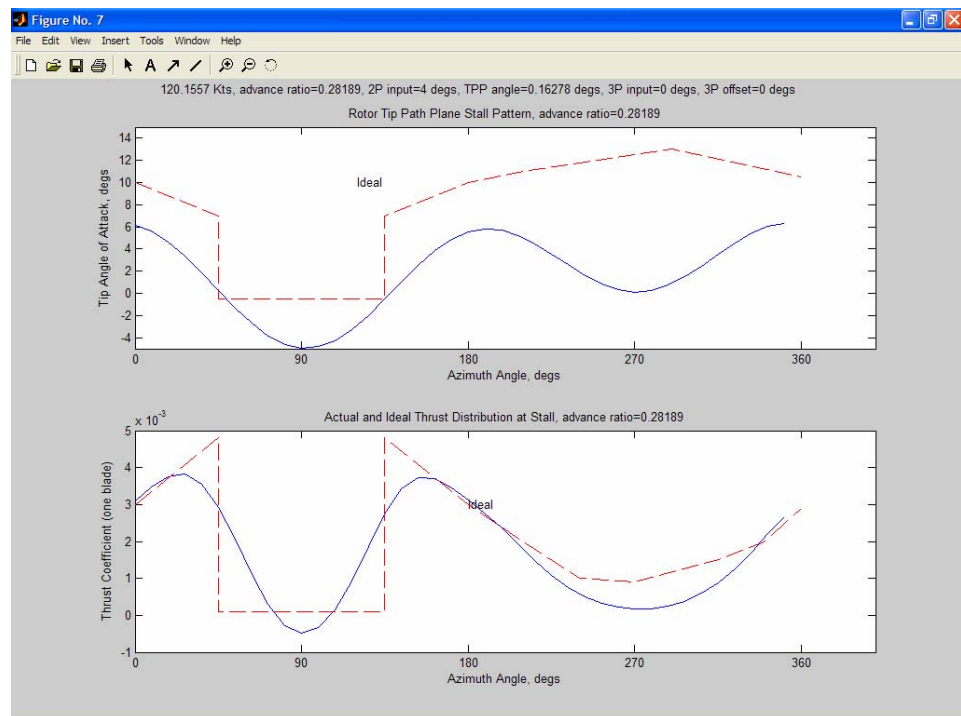 Figure No. 7
File Edit View Insert Tools Window Help
A
120.1557 Kts, advance ratio=0.28189, 2P input=4 degs, TPP angle=0.16278 degs, 3P input=0 degs, 3P offset=0 degs
Rotor Tip Path Plane Stall Pattern, advance ratio=0.28189
Tip Angle of Attack, degs
14
12
10
8
6
4
2
0
-2
-4
Ideal
0 90 180 270 360
Azimuth Angle, degs
Actual and Ideal Thrust Distribution at Stall, advance ratio=0.28189
x 10^-3
Thrust Coefficient (one blade)
5
4
3
2
1
0
-1
Ideal
0 90 180 270 360
Azimuth Angle, degs